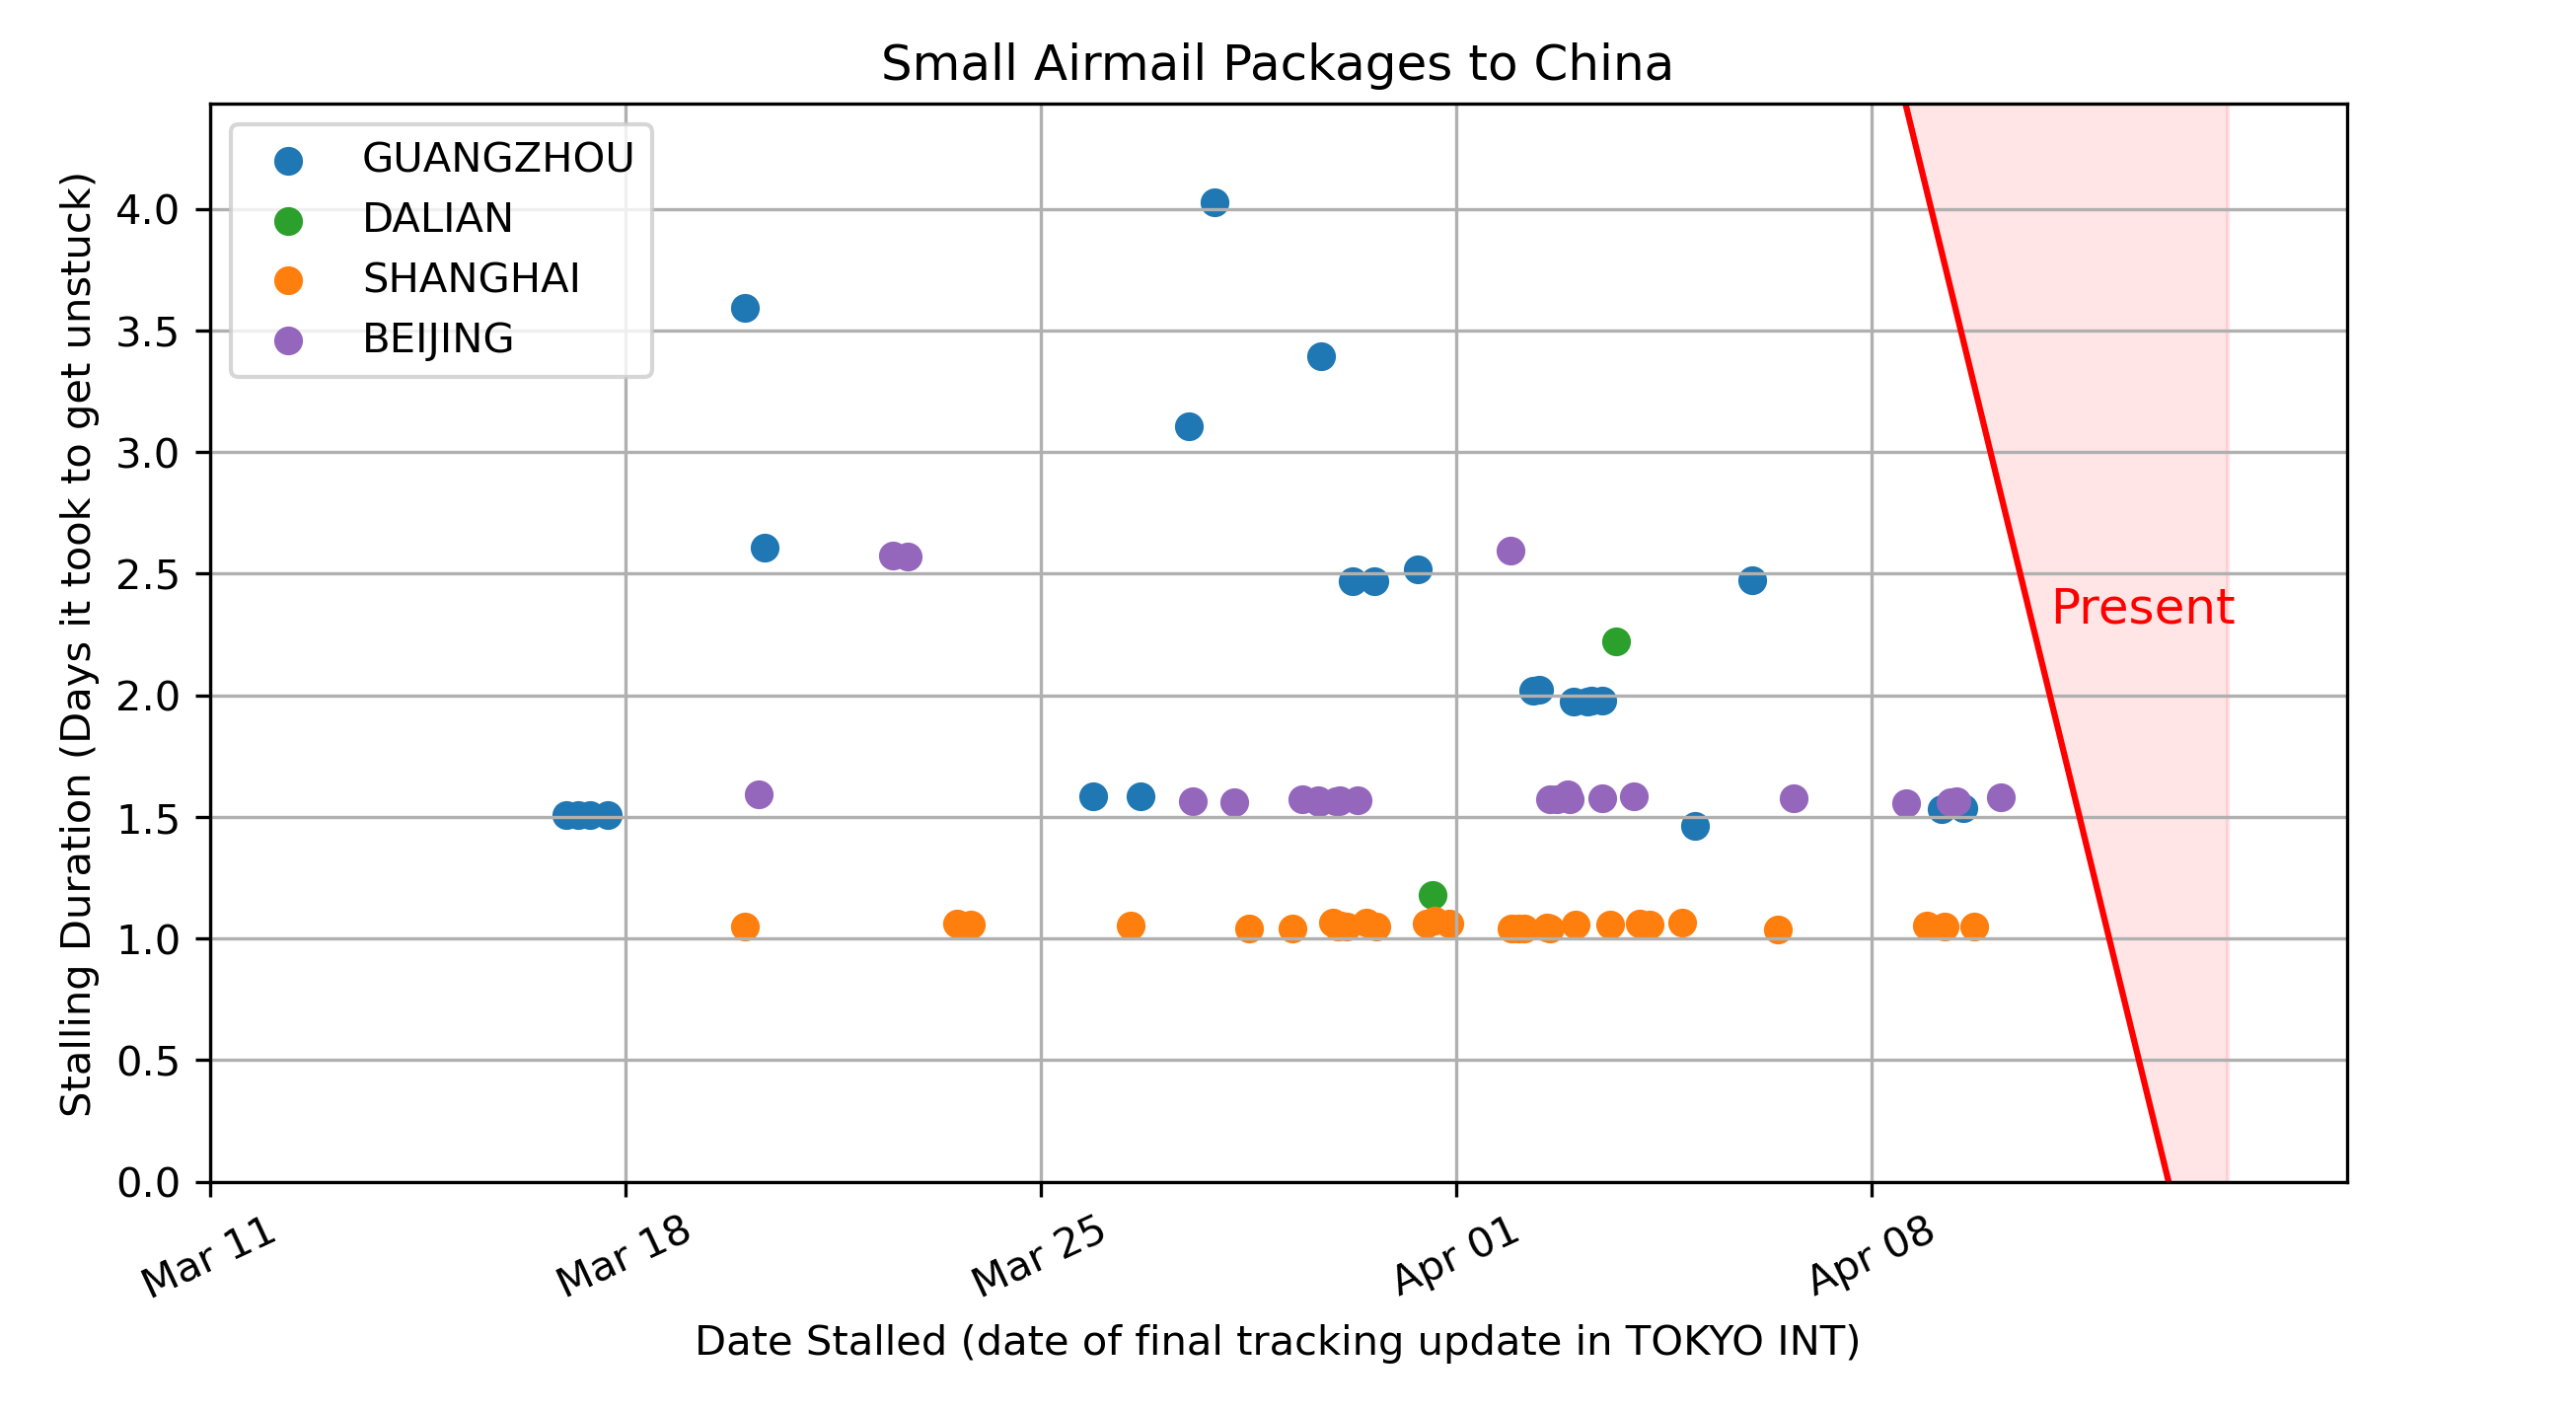 Small Airmail Packages to China
GUANGZHOU
DALIAN
SHANGHAI
BEIJING
Stalling Duration (Days it took to get unstuck)
4.0
3.5
3.0
2.5
2.0
1.5
1.0
0.5
0.0
Present
Mar 11
Mar 18
Mar 25
Apr 01
Apr 08
Date Stalled (date of final tracking update in TOKYO INT)